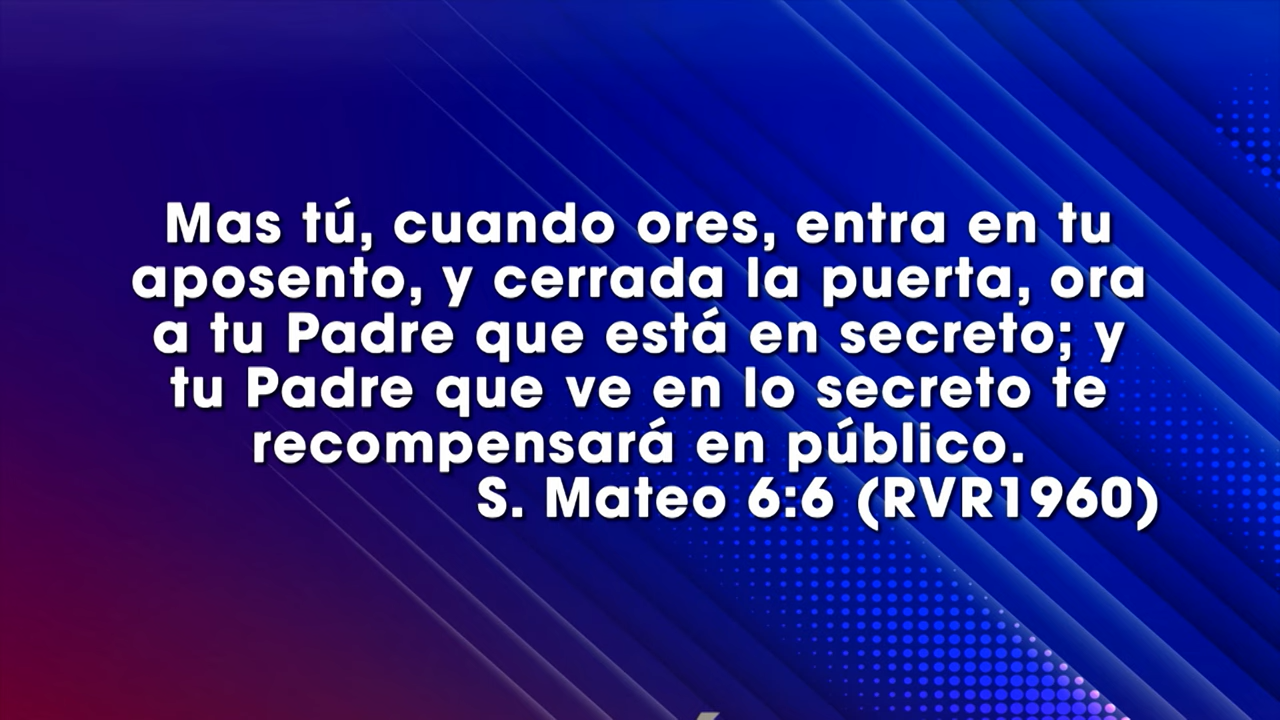 Mas tú, cuando ores, entra en tu
aposento, y cerrada la puerta, ora
a tu Padre que está en secreto; y
tu Padre que ve en lo secreto te
recompensará en público.
S. Mateo 6:6 (RVR1960)